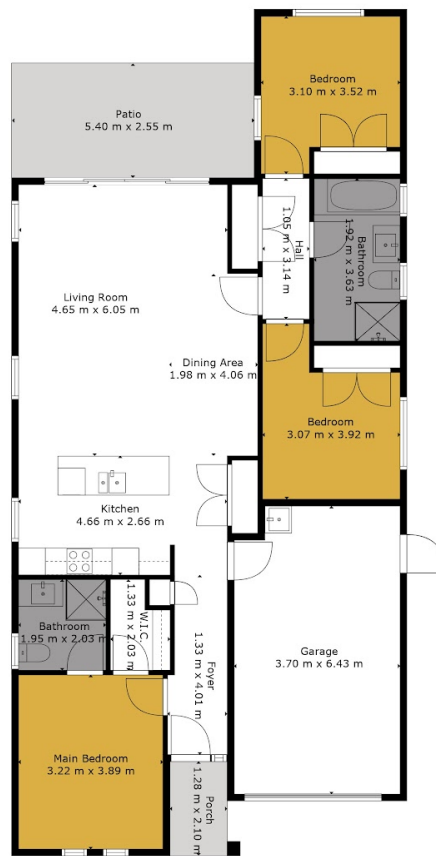 Bedroom
3.10 m x 3.52 m
Patio
5.40 m x 2.55 m
Hall
1.05 m x 3.14 m
Bathroom
1.92 m x 3.63 m
Living Room
4.65 m x 6.05 m
Dining Area
1.98 m x 4.06 m
Bedroom
3.07 m x 3.92 m
Kitchen
4.66 m x 2.66 m
Bathroom
1.95 m x 2.03 m
W.I.C.
1.33 m x 2.03 m
Foyer
1.33 m x 4.01 m
Garage
3.70 m x 6.43 m
Main Bedroom
3.22 m x 3.89 m
Porch
1.28 m x 2.10 m